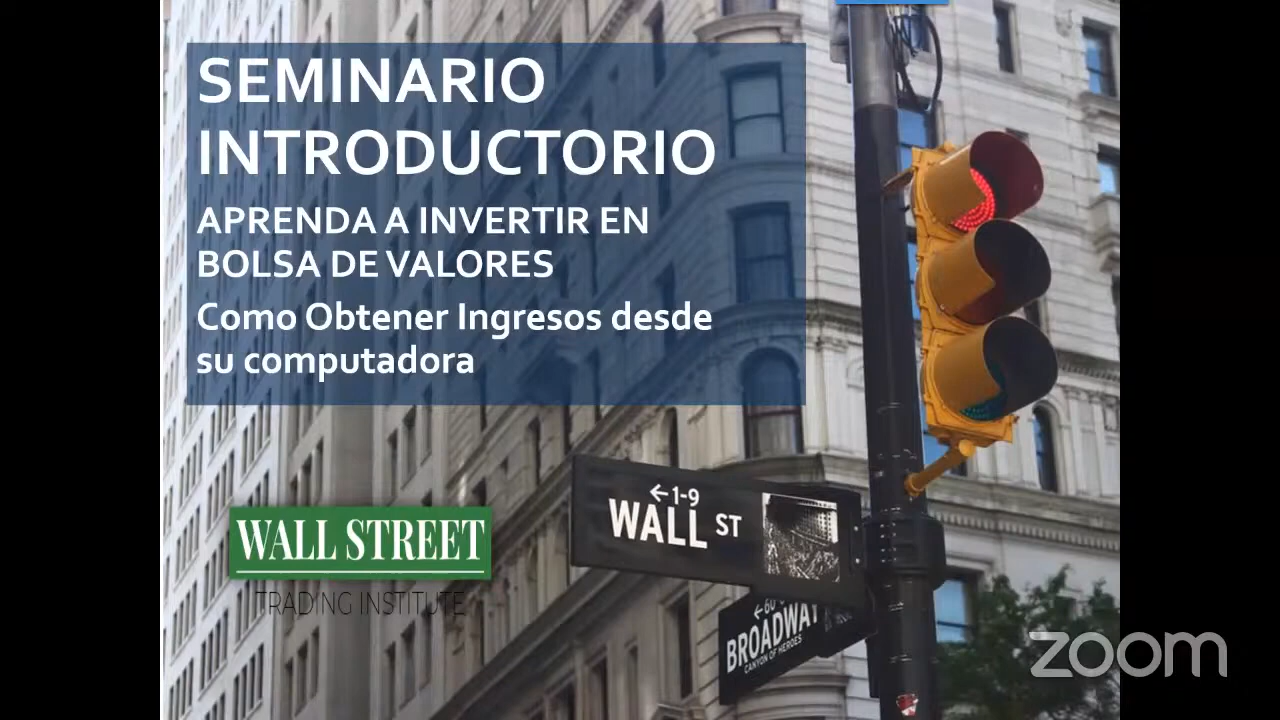 SEMINARIO
INTRODUCTORIO
APRENDA A INVERTIR EN
BOLSA DE VALORES
Como Obtener Ingresos desde
su computadora
←1-9
WALL ST
WALL STREET
TRADING INSTITUTE
BROADWAY
CANYON OF HEROES
zoom